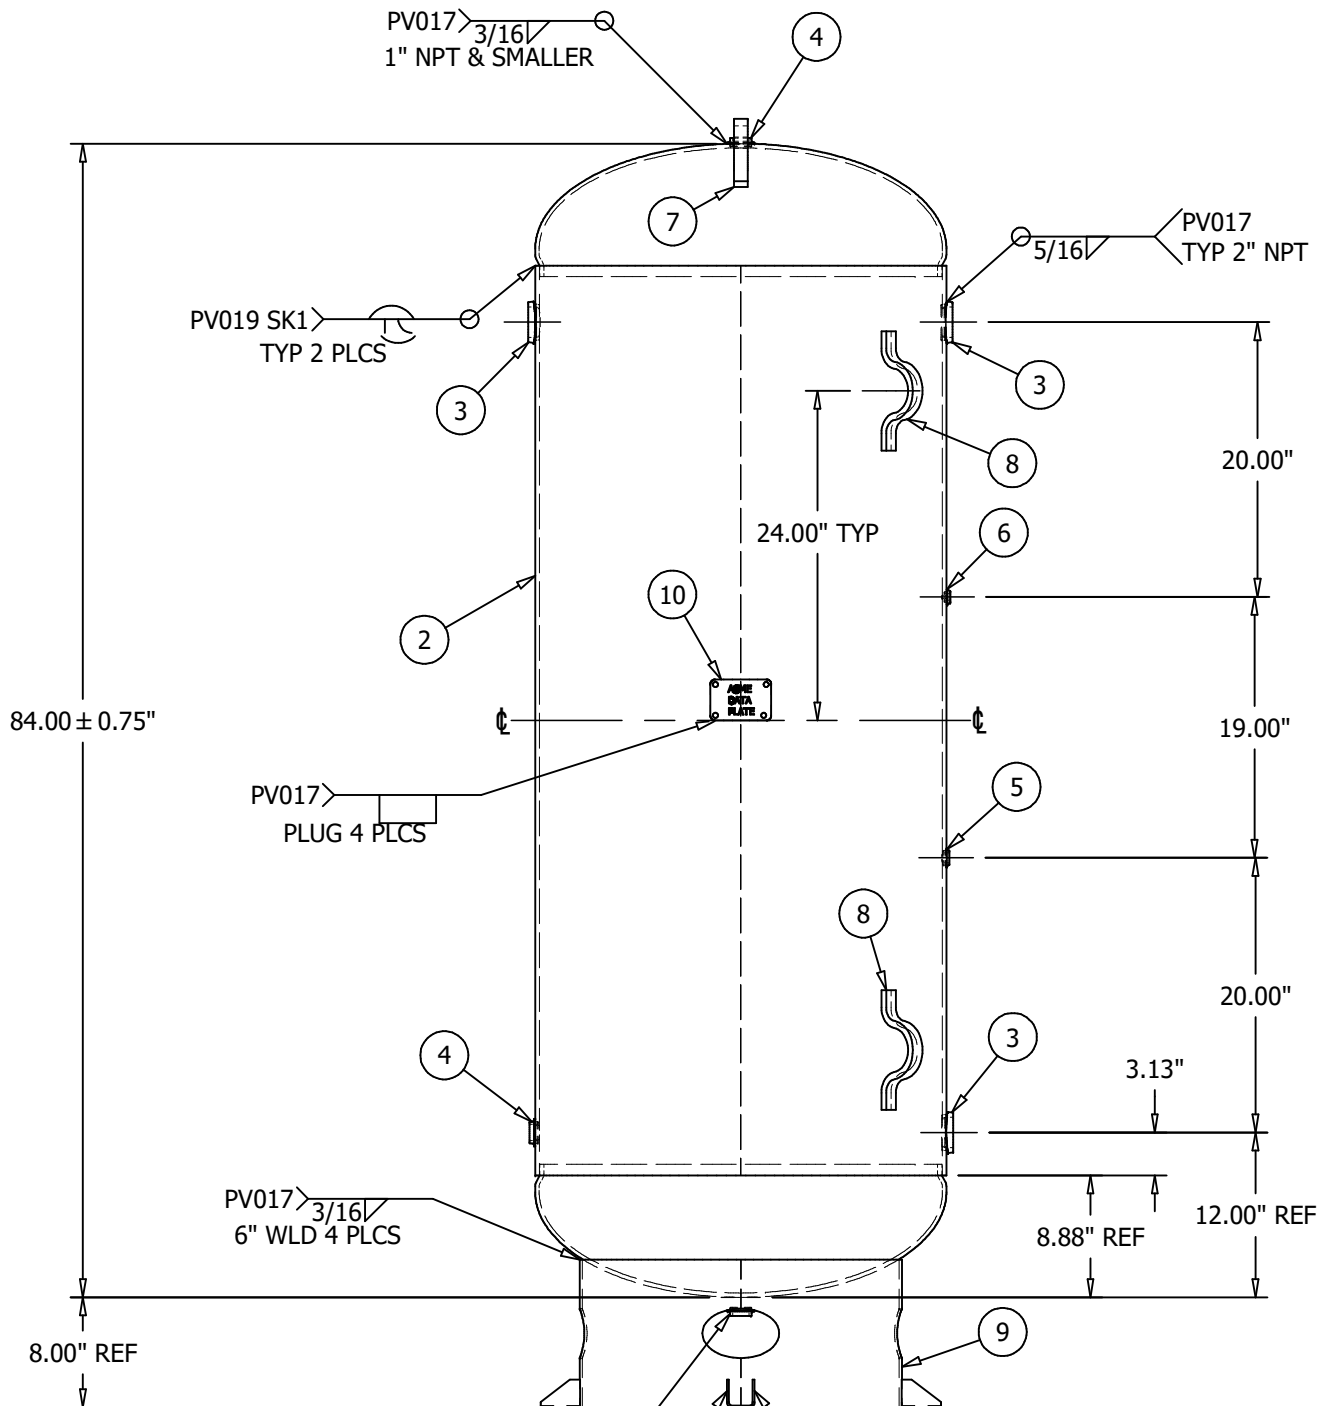 PV017
3/16
1" NPT & SMALLER
4
7
PV017
5/16
TYP 2" NPT
PV019 SK1
TYP 2 PLCS
3
3
8
20.00"
24.00" TYP
6
10
2
ASME
DATA
PLATE
84.00 ± 0.75"
℄
℄
19.00"
PV017
PLUG 4 PLCS
5
8
20.00"
4
3
3.13"
PV017
3/16
6" WLD 4 PLCS
12.00" REF
8.88" REF
9
8.00" REF